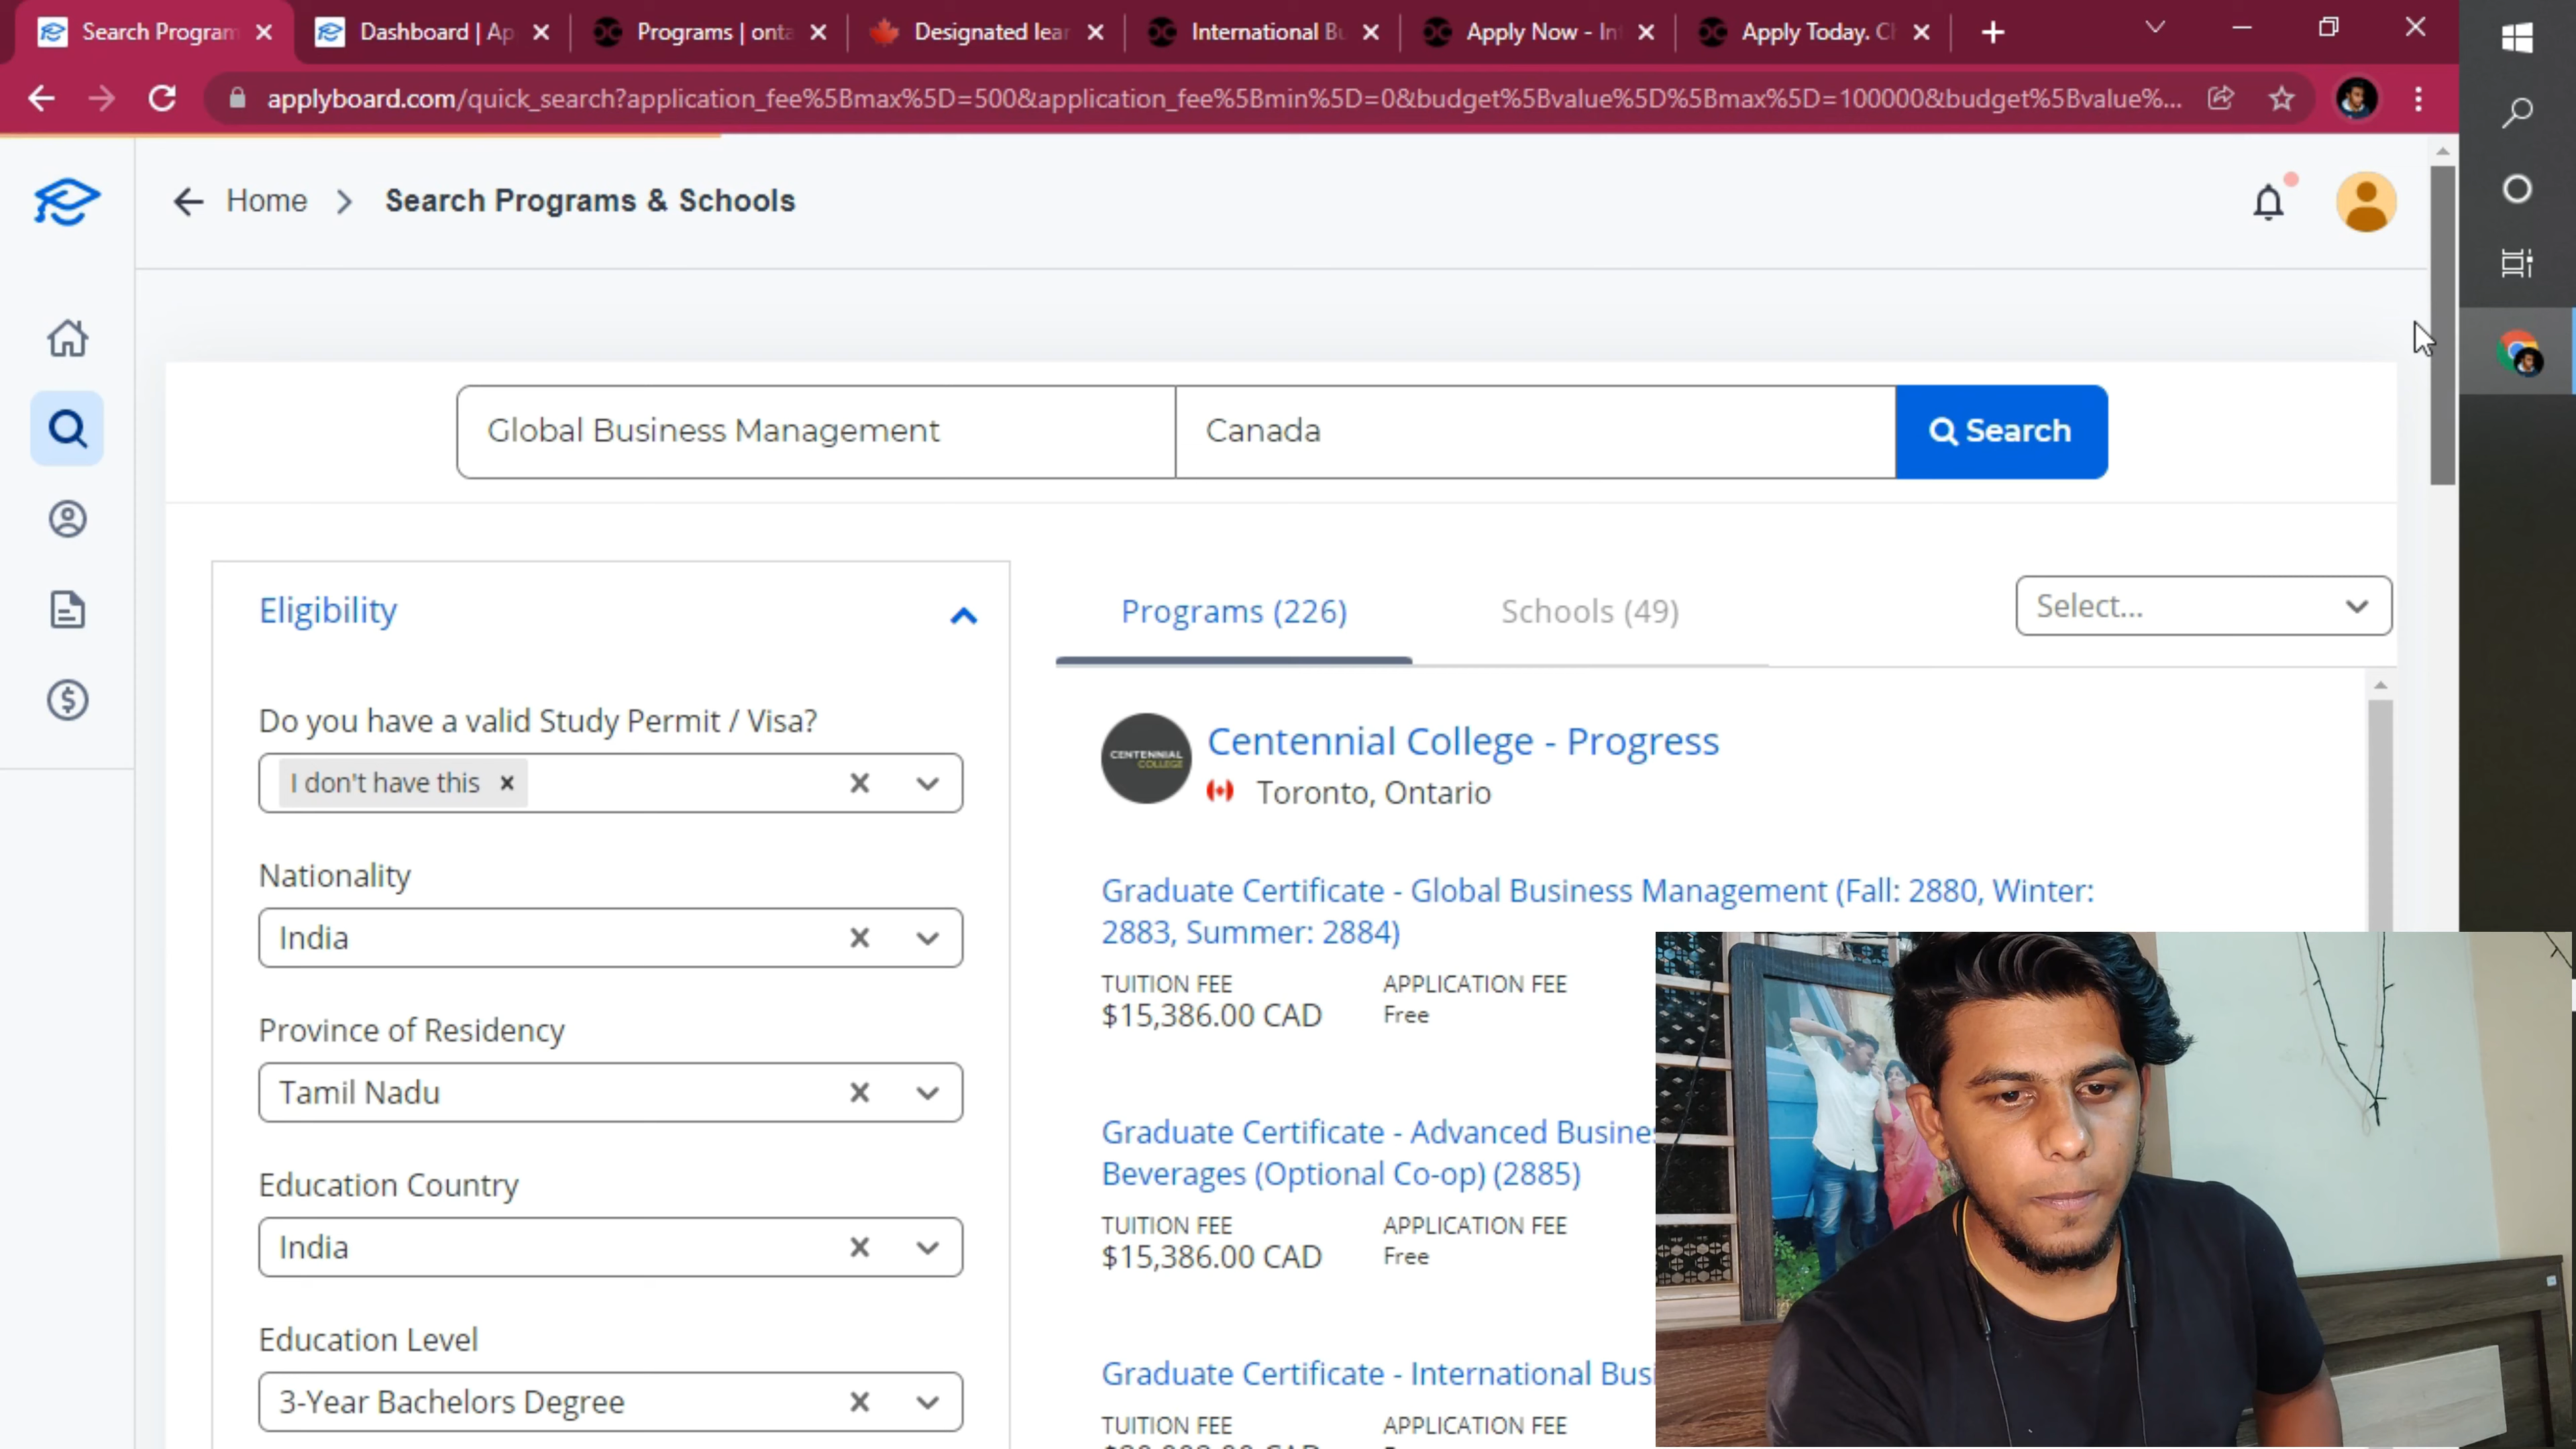 Search Program
Dashboard | Ap
Programs | onta
Designated lear
International Bu
Apply Now - Int
Apply Today. Ch
applyboard.com/quick_search?application_fee%5Bmax%5D=500&application_fee%5Bmin%5D=0&budget%5Bvalue%5D%5Bmax%5D=100000&budget%5Bvalue%...
Home > Search Programs & Schools
Global Business Management
Canada
Search
Eligibility
Do you have a valid Study Permit / Visa?
I don't have this
Nationality
India
Province of Residency
Tamil Nadu
Education Country
India
Education Level
3-Year Bachelors Degree
Programs (226)
Schools (49)
Select...
CENTENNIAL
COLLEGE
Centennial College - Progress
Toronto, Ontario
Graduate Certificate - Global Business Management (Fall: 2880, Winter:
2883, Summer: 2884)
TUITION FEE APPLICATION FEE
$15,386.00 CAD Free
Graduate Certificate - Advanced Busine
Beverages (Optional Co-op) (2885)
TUITION FEE APPLICATION FEE
$15,386.00 CAD Free
Graduate Certificate - International Busi
TUITION FEE APPLICATION FEE